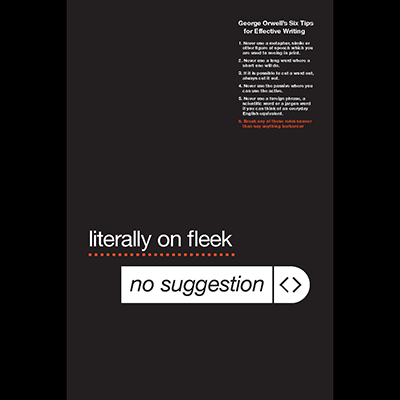 George Orwell's Six Tips
for Effective Writing
1. Never use a metaphor, simile or
other figure of speech which you
are used to seeing in print.
2. Never use a long word where a
short one will do.
3. If it is possible to cut a word out,
always cut it out.
4. Never use the passive where you
can use the active.
5. Never use a foreign phrase, a
scientific word or a jargon word
if you can think of an everyday
English equivalent.
6. Break any of these rules sooner
than say anything barbarous
literally on fleek
no suggestion <>